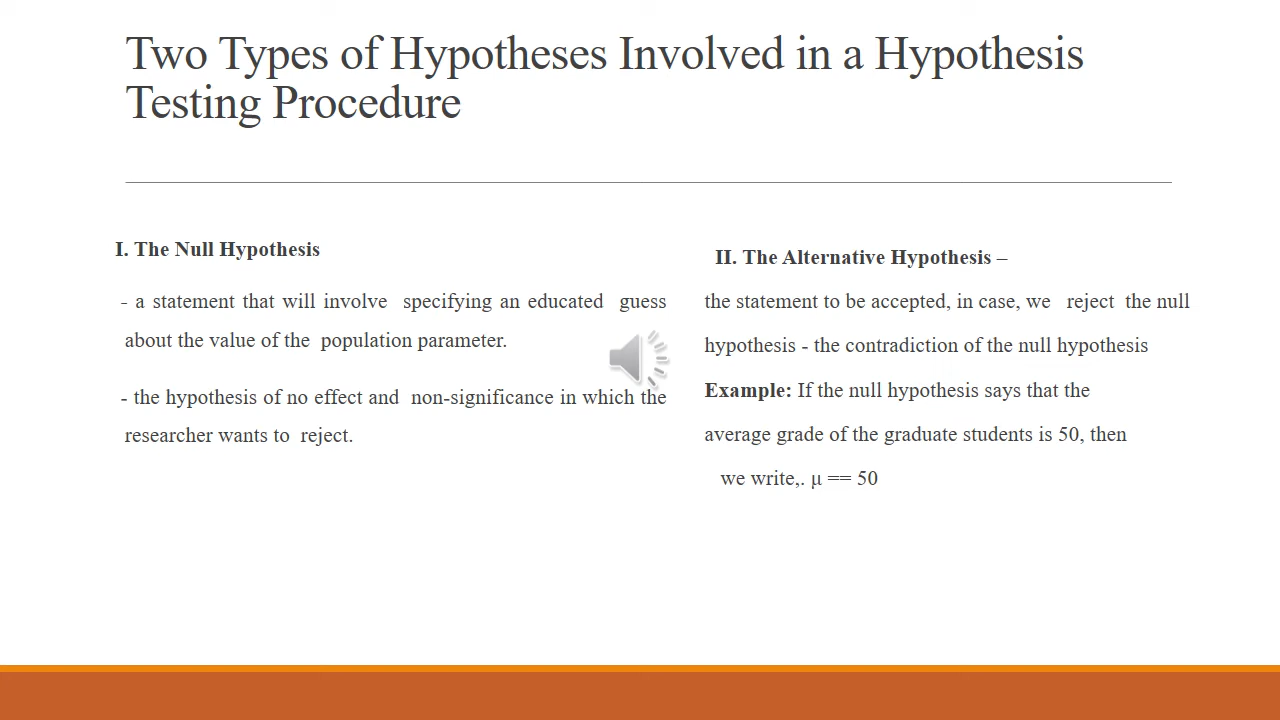 Two Types of Hypotheses Involved in a Hypothesis
Testing Procedure
I. The Null Hypothesis
- a statement that will involve specifying an educated guess
about the value of the population parameter.
- the hypothesis of no effect and non-significance in which the
researcher wants to reject.
II. The Alternative Hypothesis –
the statement to be accepted, in case, we reject the null
hypothesis - the contradiction of the null hypothesis
Example: If the null hypothesis says that the
average grade of the graduate students is 50, then
we write,. μ == 50